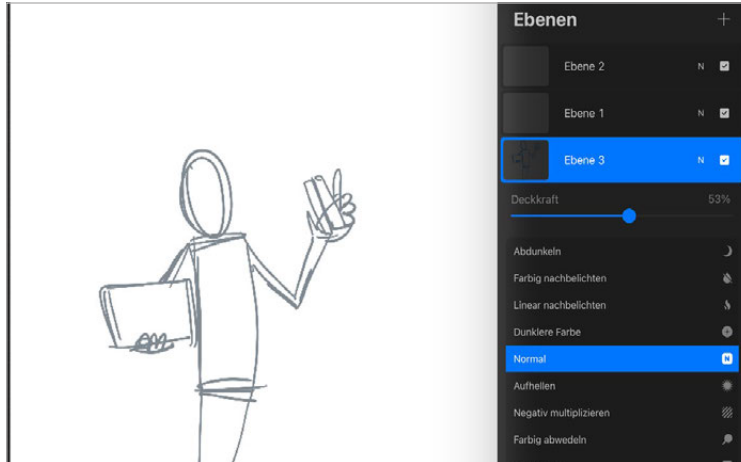 Ebenen
Ebene 2 N
Ebene 1 N
Ebene 3 N
Deckkraft 53%
Abdunkeln
Farbig nachbelichten
Linear nachbelichten
Dunklere Farbe
Normal N
Aufhellen
Negativ multiplizieren
Farbig abwedeln